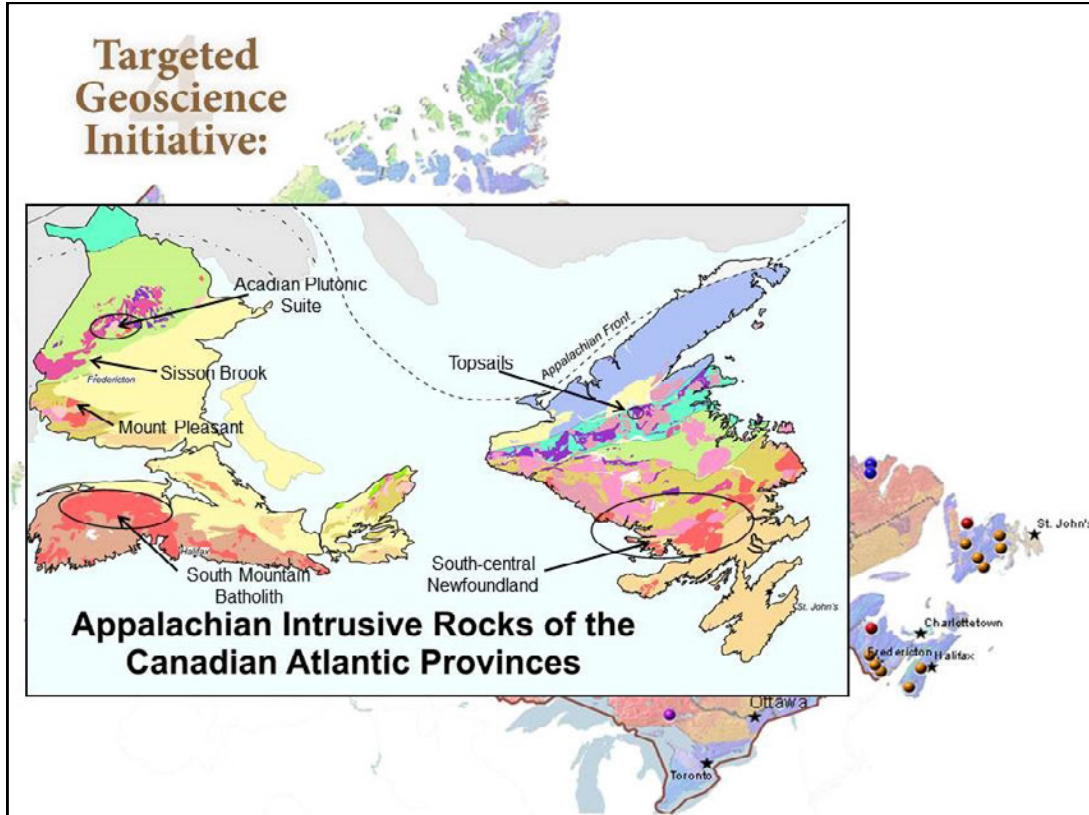 Targeted
Geoscience
Initiative:
4
Acadian Plutonic
Suite
Sisson Brook
Fredericton
Mount Pleasant
Halifax
South Mountain
Batholith
Appalachian Front
Topsails
South-central
Newfoundland
St. John's
Appalachian Intrusive Rocks of the
Canadian Atlantic Provinces
St. John's
Charlottetown
Fredericton
Halifax
Ottawa
Toronto